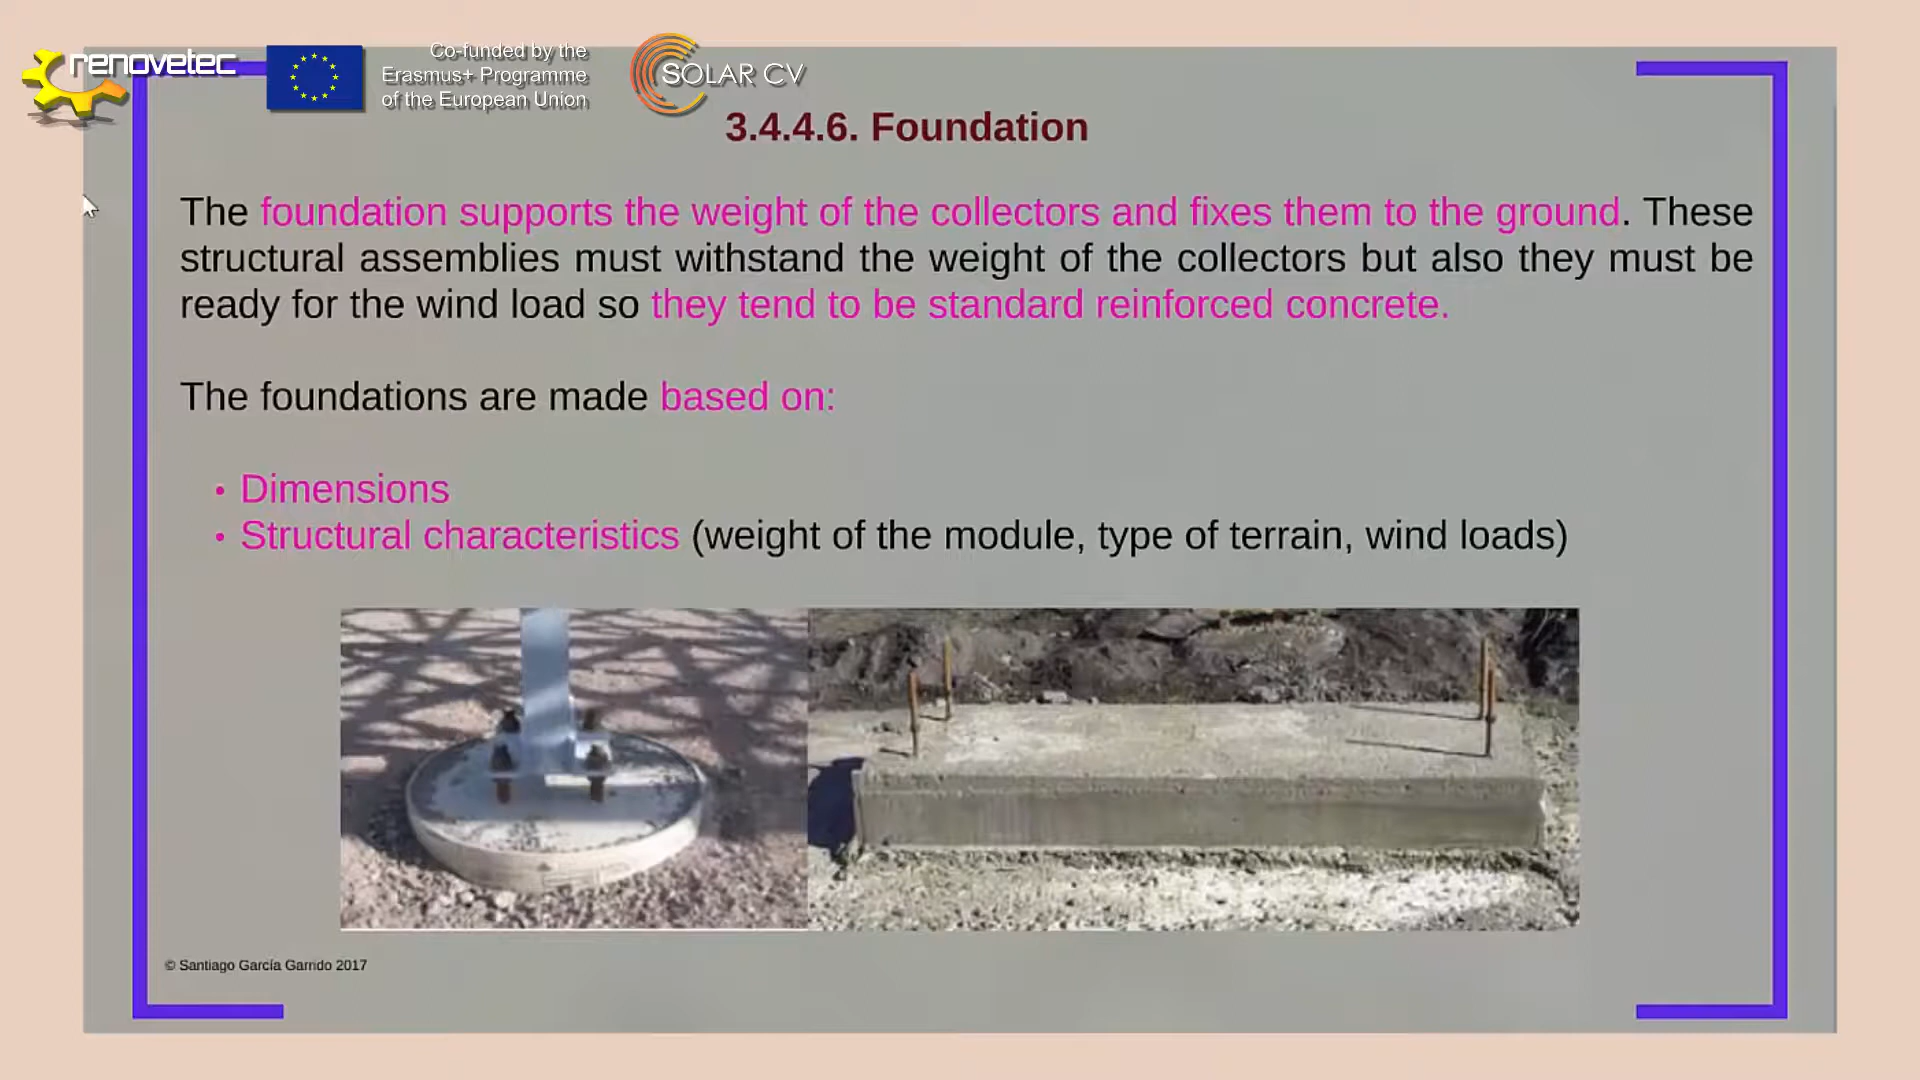 renovetec
Co-funded by the
Erasmus+ Programme
of the European Union
SOLAR CV
3.4.4.6. Foundation
The foundation supports the weight of the collectors and fixes them to the ground. These
structural assemblies must withstand the weight of the collectors but also they must be
ready for the wind load so they tend to be standard reinforced concrete.
The foundations are made based on:
• Dimensions
• Structural characteristics (weight of the module, type of terrain, wind loads)
© Santiago García Garrido 2017